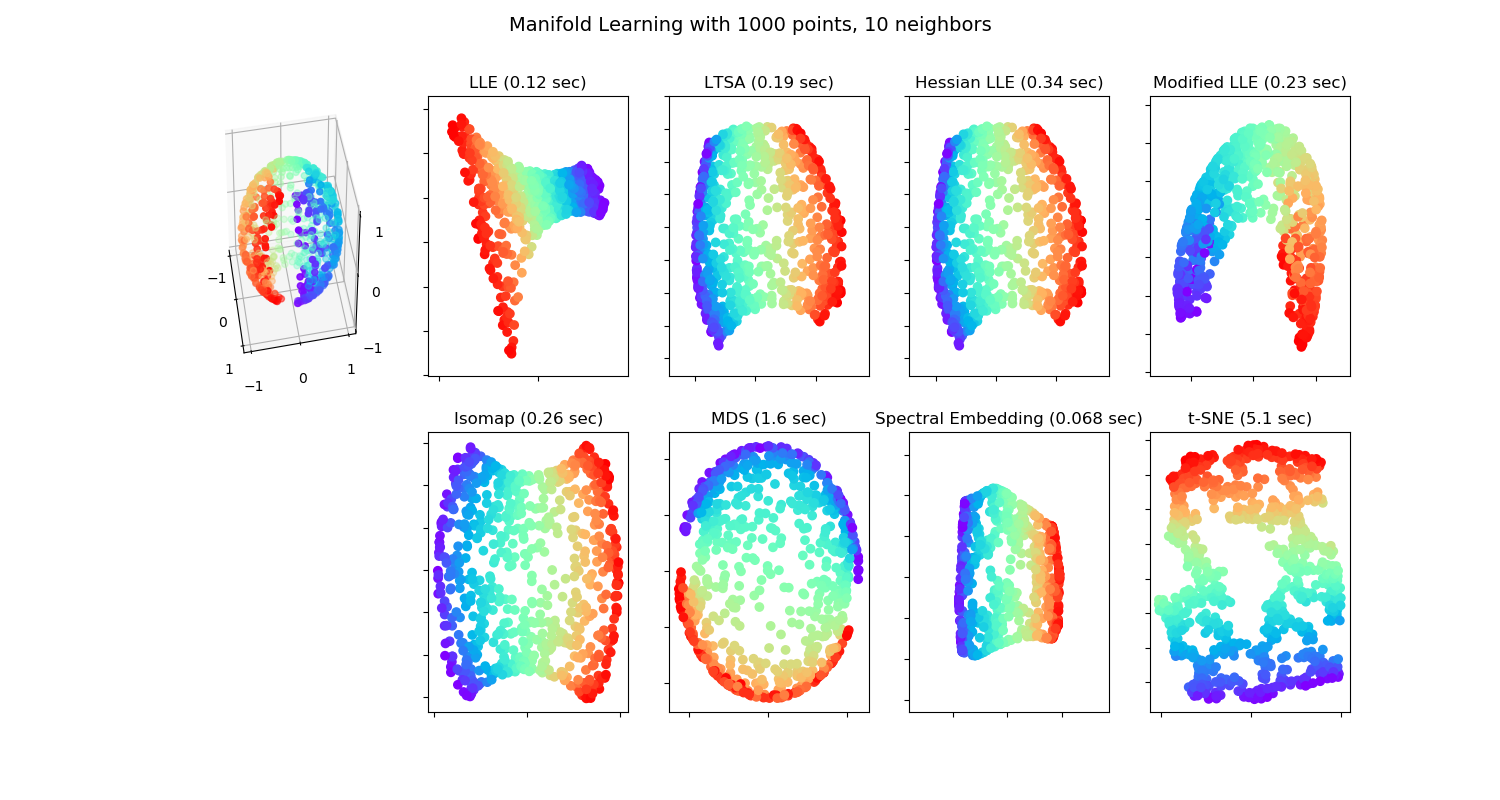 Manifold Learning with 1000 points, 10 neighbors
LLE (0.12 sec)
LTSA (0.19 sec)
Hessian LLE (0.34 sec)
Modified LLE (0.23 sec)
1
0
−1
−1
0
1
−1
0
1
Isomap (0.26 sec)
MDS (1.6 sec)
Spectral Embedding (0.068 sec)
t-SNE (5.1 sec)